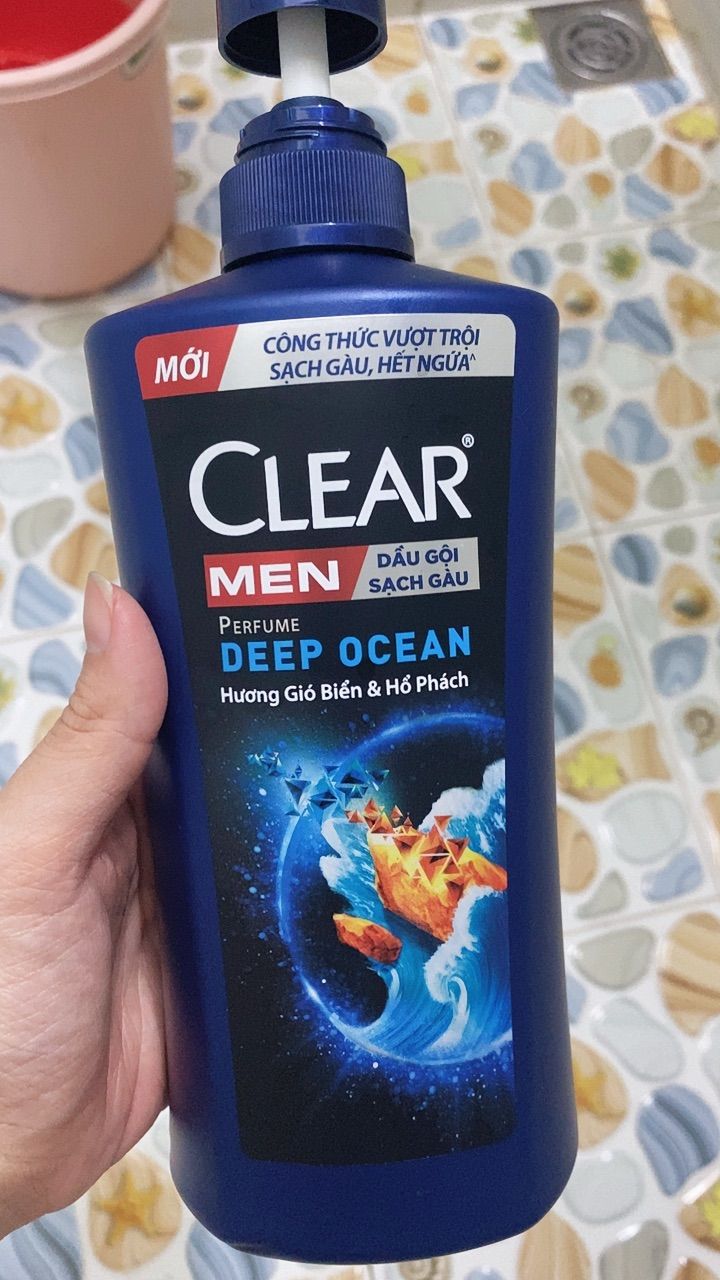 MỚI
CÔNG THỨC VƯỢT TRỘI
SẠCH GÀU, HẾT NGỨA^
CLEAR®
MEN
DẦU GỘI
SẠCH GÀU
PERFUME
DEEP OCEAN
Hương Gió Biển & Hổ Phách